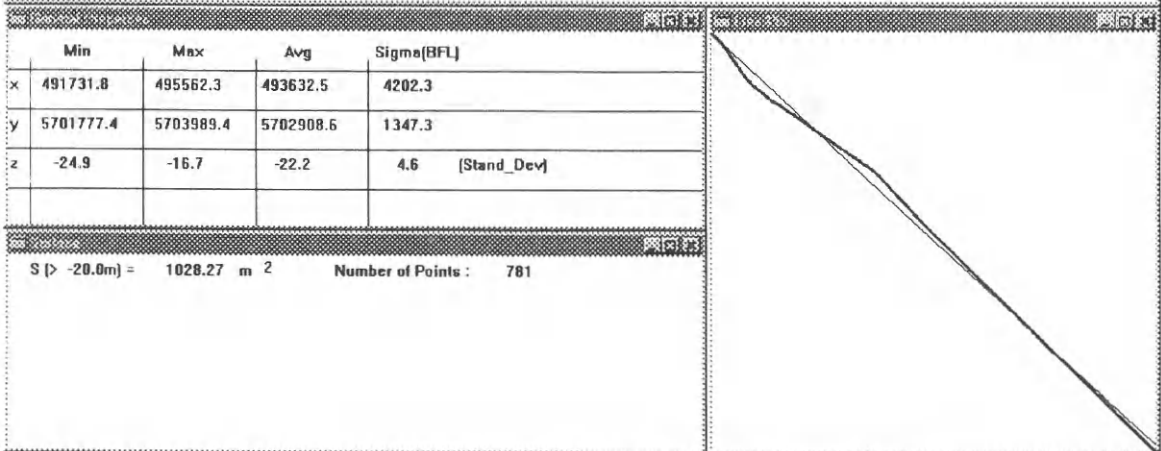 Min Max Avg Sigma(BFL)
x 491731.8 495562.3 493632.5 4202.3
y 5701777.4 5703989.4 5702908.6 1347.3
z -24.9 -16.7 -22.2 4.6 (Stand_Dev)
S (> -20.0m) = 1028.27 m 2 Number of Points : 781